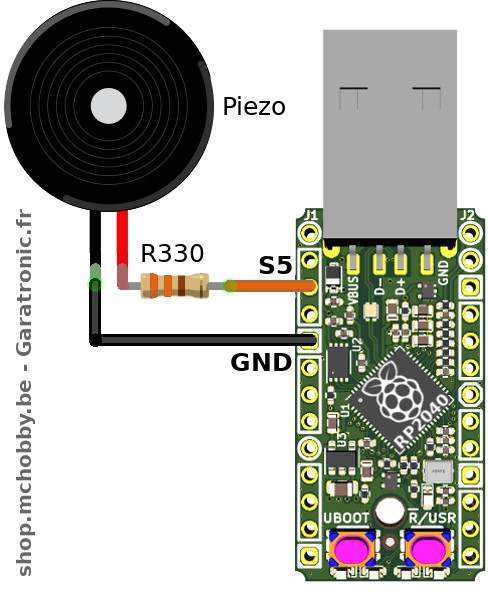 Piezo
J1
J2
R330
S5
VBUS
D-
D+
GND
GND
U2
U1
RP2040
U3
UBOOT
R/USR
shop.mchobby.be - Garatronic.fr